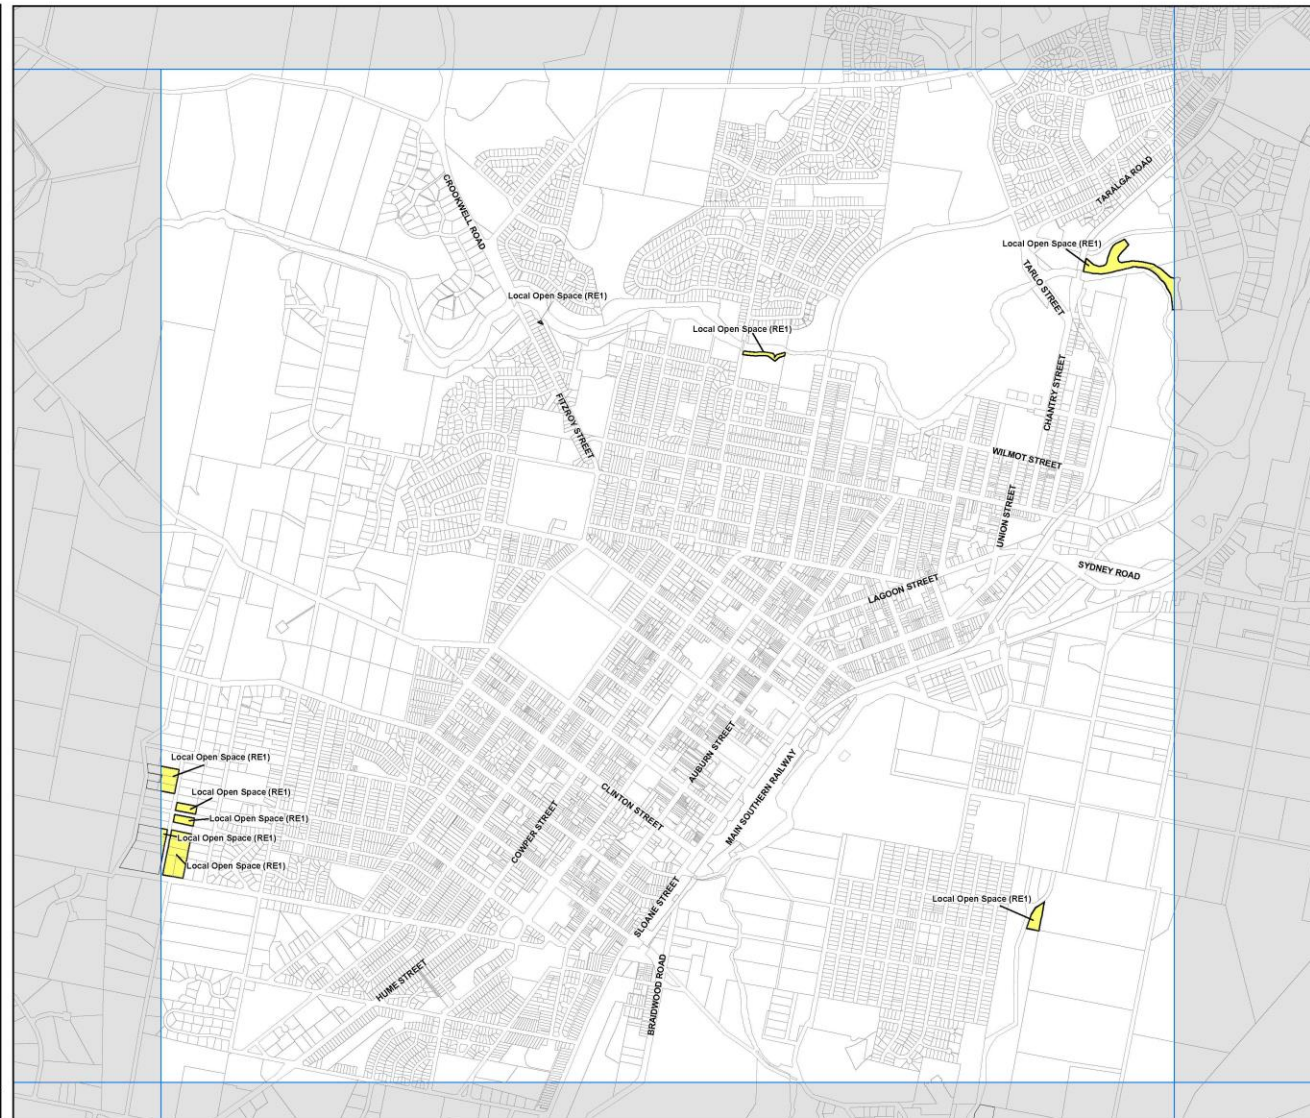 TARALGA ROAD
CROOKWELL ROAD
Local Open Space (RE1)
TARLO STREET
Local Open Space (RE1)
Local Open Space (RE1)
CHANTRY STREET
FITZROY STREET
WILMOT STREET
UNION STREET
SYDNEY ROAD
LAGOON STREET
AUBURN STREET
Local Open Space (RE1)
MAIN SOUTHERN RAILWAY
Local Open Space (RE1)
CLINTON STREET
COWPER STREET
Local Open Space (RE1)
Local Open Space (RE1)
Local Open Space (RE1)
SLOANE STREET
Local Open Space (RE1)
HUME STREET
BRAIDWOOD ROAD